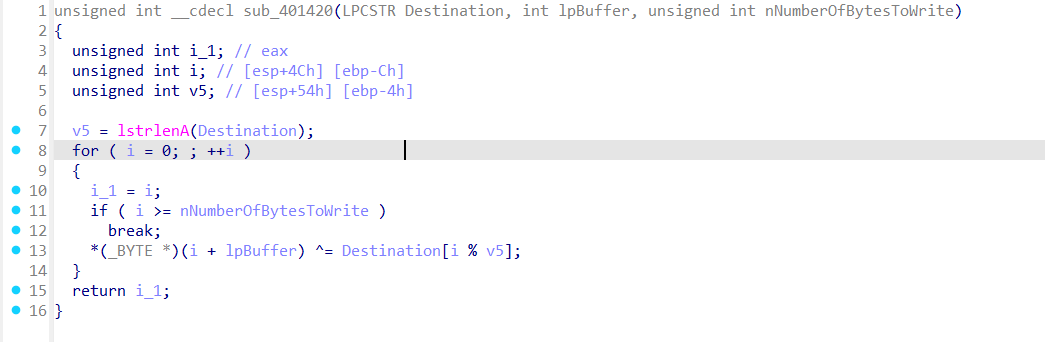 1 unsigned int __cdecl sub_401420(LPCSTR Destination, int lpBuffer, unsigned int nNumberOfBytesToWrite)
2 {
3   unsigned int i_1; // eax
4   unsigned int i; // [esp+4Ch] [ebp-Ch]
5   unsigned int v5; // [esp+54h] [ebp-4h]
6
7   v5 = lstrlenA(Destination);
8   for ( i = 0; ; ++i )
9   {
10     i_1 = i;
11     if ( i >= nNumberOfBytesToWrite )
12       break;
13     *(_BYTE *)(i + lpBuffer) ^= Destination[i % v5];
14   }
15   return i_1;
16 }